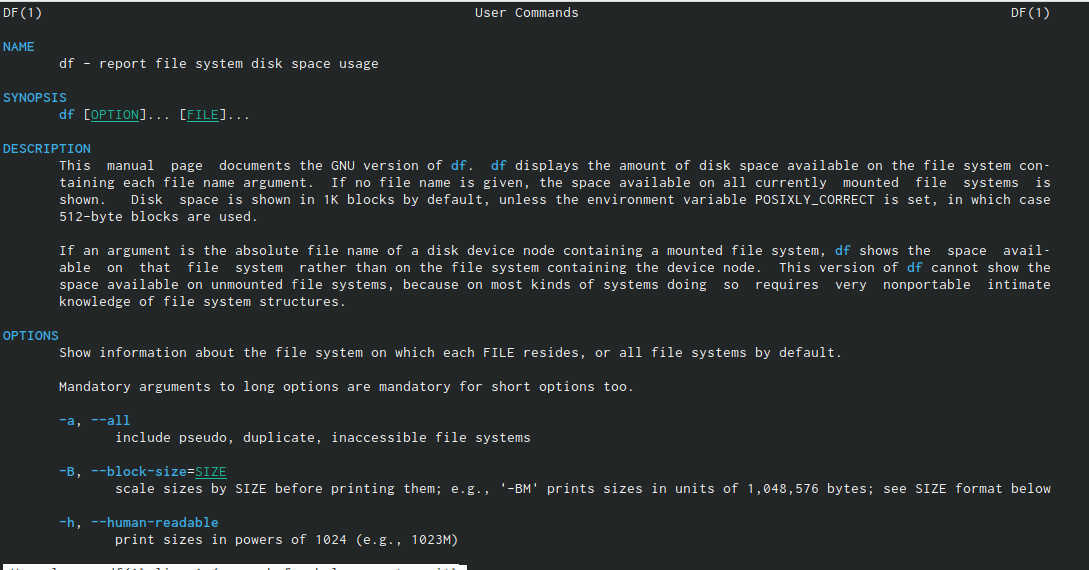 DF(1) User Commands DF(1)
NAME
df - report file system disk space usage
SYNOPSIS
df [OPTION]... [FILE]...
DESCRIPTION
This manual page documents the GNU version of df. df displays the amount of disk space available on the file system con-
taining each file name argument. If no file name is given, the space available on all currently mounted file systems is
shown. Disk space is shown in 1K blocks by default, unless the environment variable POSIXLY_CORRECT is set, in which case
512-byte blocks are used.
If an argument is the absolute file name of a disk device node containing a mounted file system, df shows the space avail-
able on that file system rather than on the file system containing the device node. This version of df cannot show the
space available on unmounted file systems, because on most kinds of systems doing so requires very nonportable intimate
knowledge of file system structures.
OPTIONS
Show information about the file system on which each FILE resides, or all file systems by default.
Mandatory arguments to long options are mandatory for short options too.
-a, --all
include pseudo, duplicate, inaccessible file systems
-B, --block-size=SIZE
scale sizes by SIZE before printing them; e.g., '-BM' prints sizes in units of 1,048,576 bytes; see SIZE format below
-h, --human-readable
print sizes in powers of 1024 (e.g., 1023M)